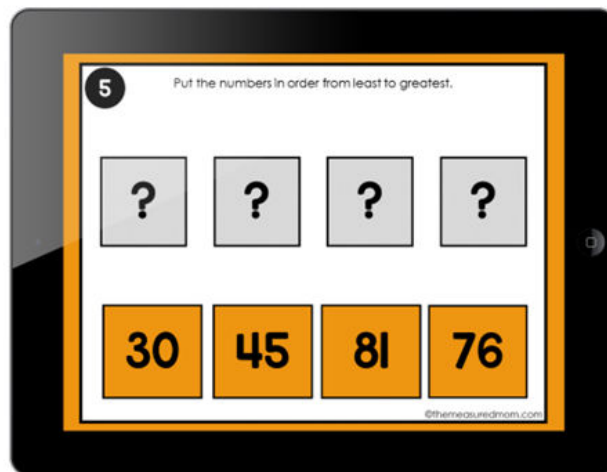 5
Put the numbers in order from least to greatest.
? ? ? ?
30 45 81 76
©themeasuredmom.com